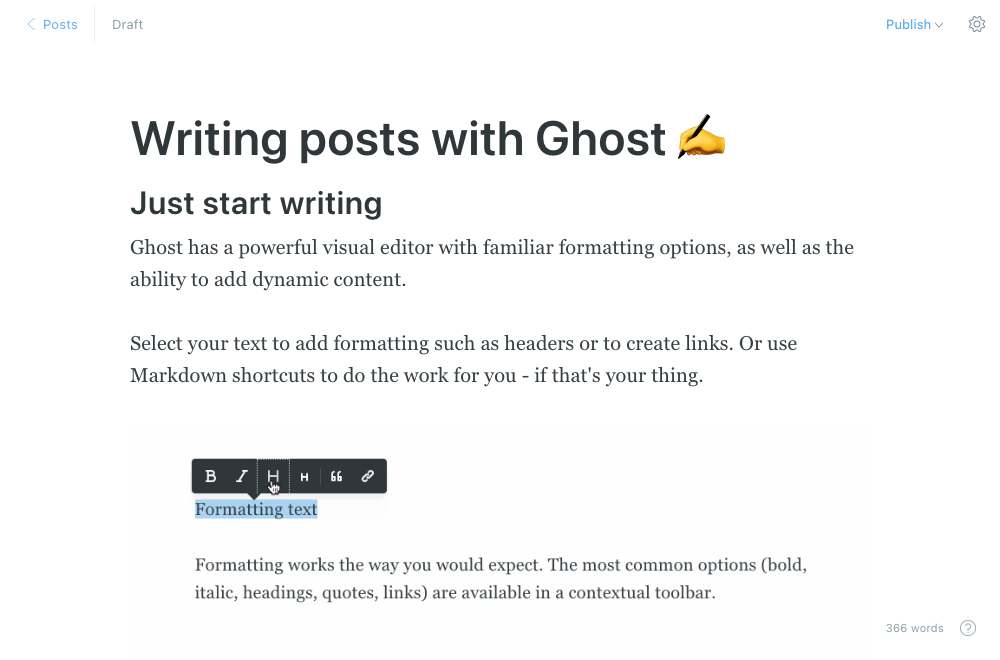 Posts
Draft
Publish
Writing posts with Ghost ✍️
Just start writing
Ghost has a powerful visual editor with familiar formatting options, as well as the
ability to add dynamic content.
Select your text to add formatting such as headers or to create links. Or use
Markdown shortcuts to do the work for you - if that's your thing.
B I H H
Formatting text
Formatting works the way you would expect. The most common options (bold,
italic, headings, quotes, links) are available in a contextual toolbar.
366 words ?